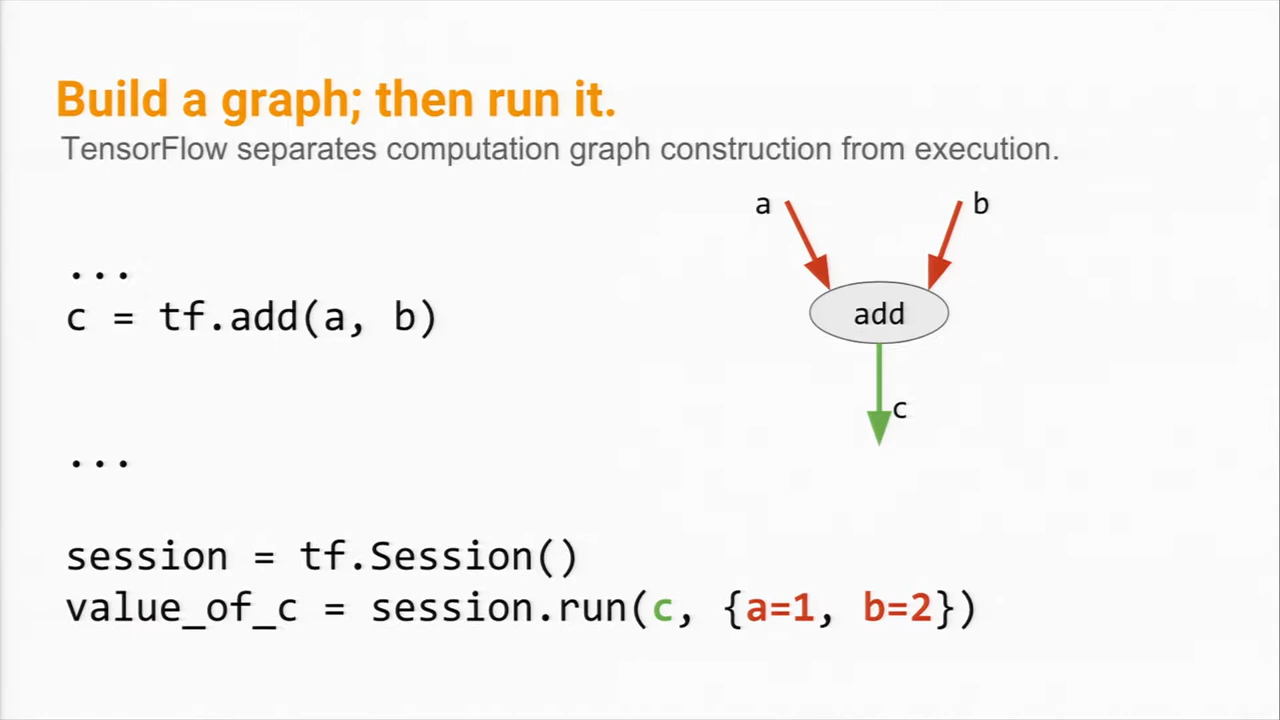 Build a graph; then run it.
TensorFlow separates computation graph construction from execution.
a
b
...
c = tf.add(a, b)
add
c
...
session = tf.Session()
value_of_c = session.run(c, {a=1, b=2})